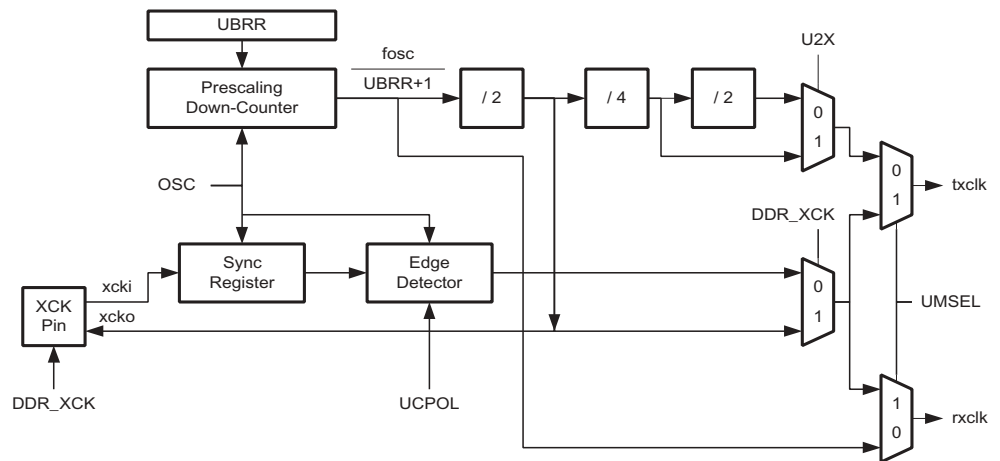 UBRR
fosc
UBRR+1
U2X
Prescaling
Down-Counter
/ 2
/ 4
/ 2
0
1
OSC
0
1
txclk
DDR_XCK
Sync
Register
Edge
Detector
xcki
XCK
Pin
xcko
0
1
UMSEL
DDR_XCK
UCPOL
1
0
rxclk